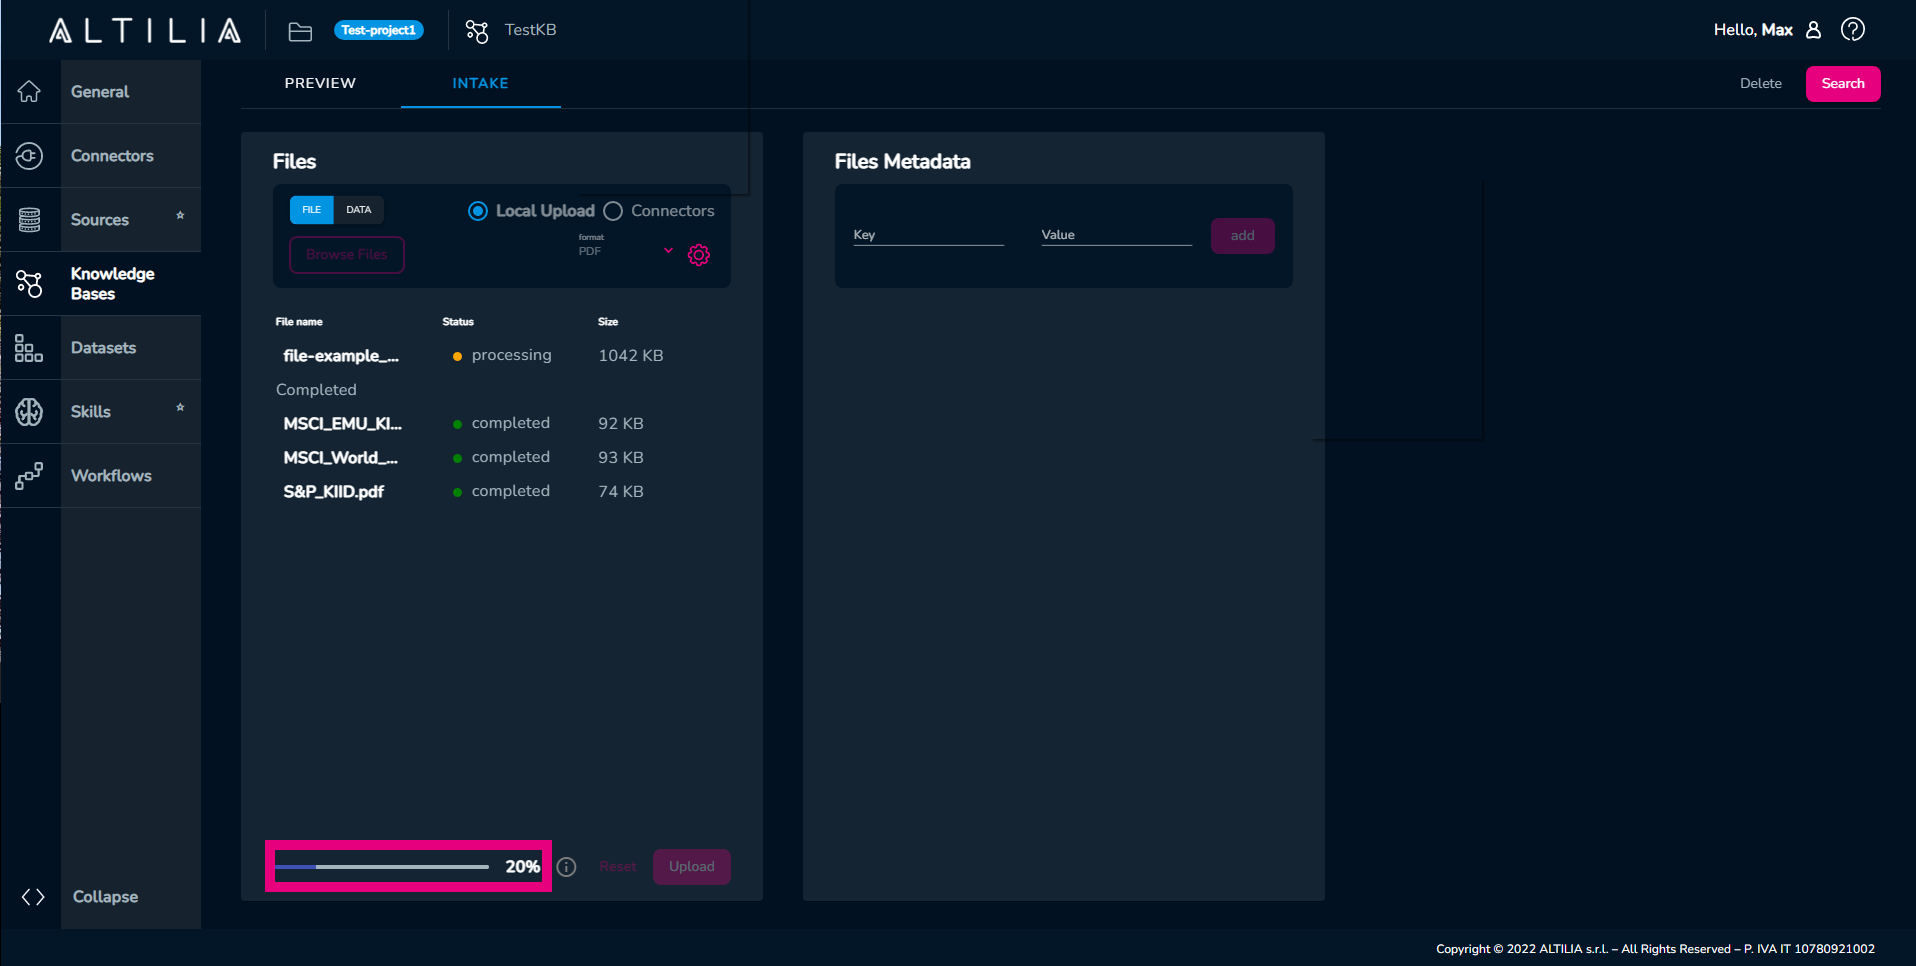 ALTILIA
Test-project1
TestKB
Hello, Max
PREVIEW
INTAKE
Delete
Search
General
Connectors
Sources
Knowledge
Bases
Datasets
Skills
Workflows
Collapse
Files
FILE
DATA
Local Upload
Connectors
Browse Files
format
PDF
File name Status Size
file-example_... processing 1042 KB
Completed
MSCI_EMU_KI... completed 92 KB
MSCI_World_... completed 93 KB
S&P_KIID.pdf completed 74 KB
20%
Reset
Upload
Files Metadata
Key
Value
add
Copyright © 2022 ALTILIA s.r.l. – All Rights Reserved – P. IVA IT 10780921002